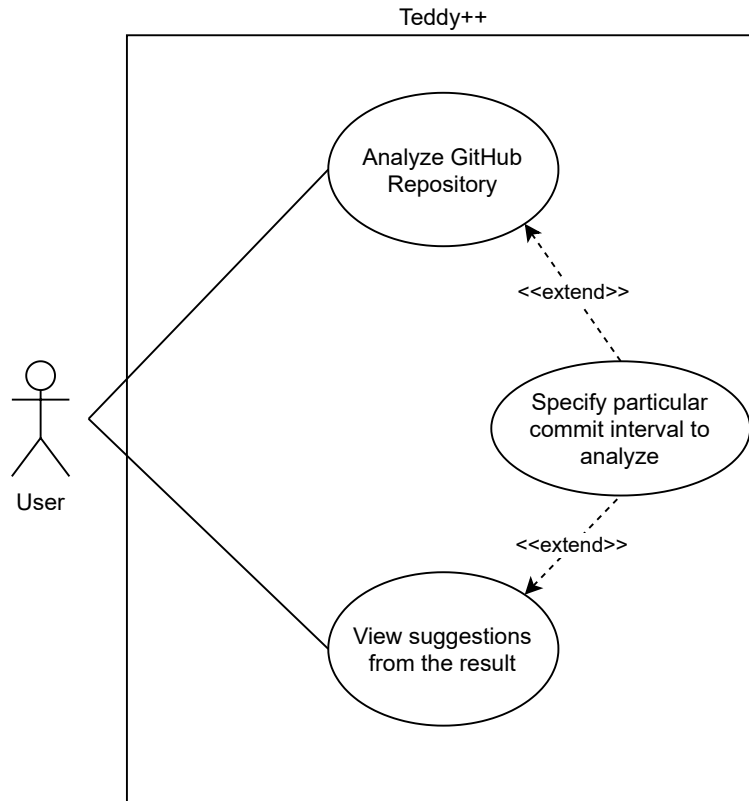 Teddy++
Analyze GitHub
Repository
<<extend>>
Specify particular
commit interval to
analyze
User
<<extend>>
View suggestions
from the result